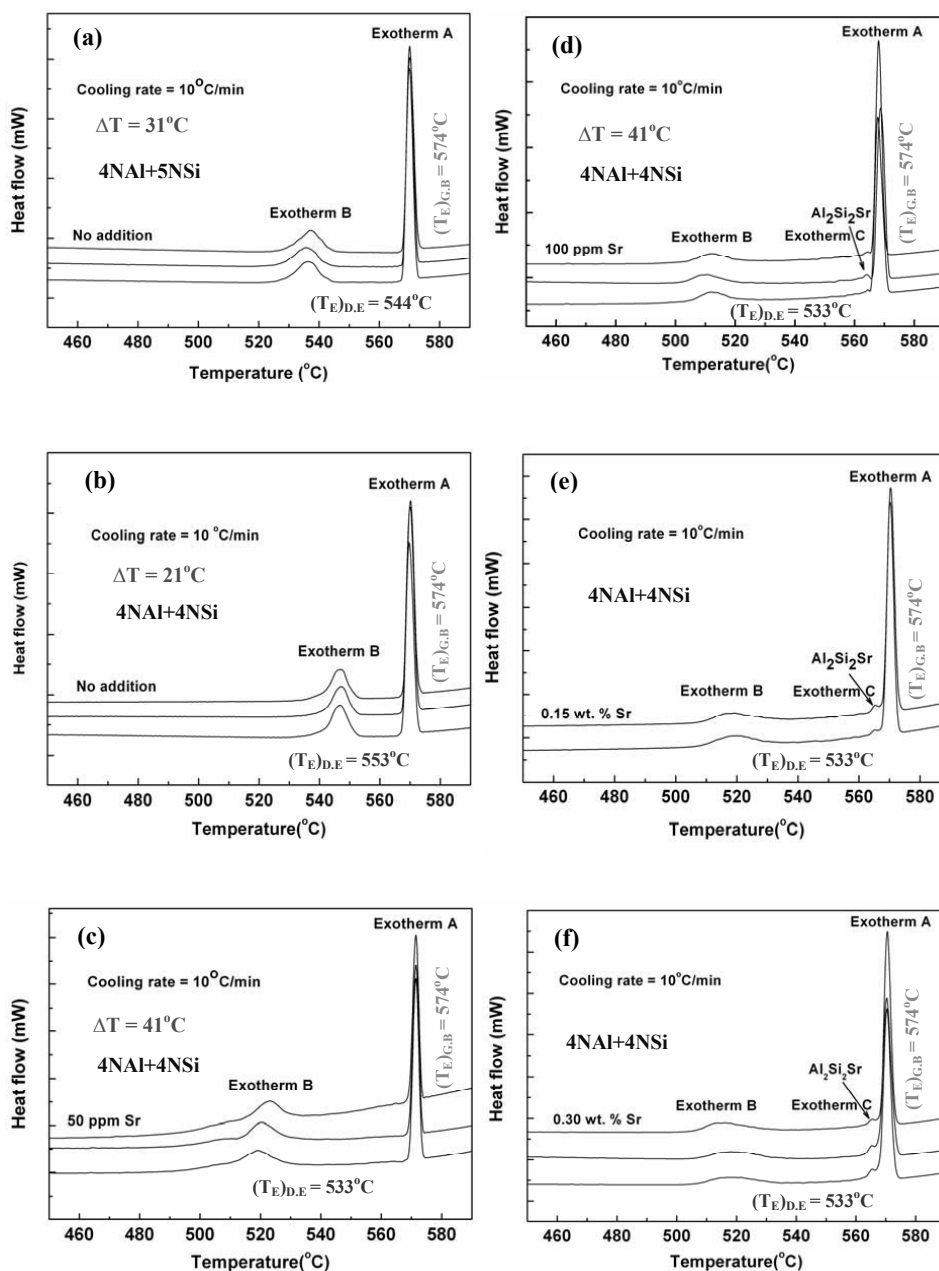 (a)
Exotherm A
Cooling rate = 10°C/min
ΔT = 31°C
4NAl+5NSi
(T_E)_G.B = 574°C
Exotherm B
No addition
(T_E)_D.E = 544°C
Heat flow (mW)
460 480 500 520 540 560 580
Temperature (°C)
(d)
Exotherm A
Cooling rate = 10°C/min
ΔT = 41°C
4NAl+4NSi
(T_E)_G.B = 574°C
Al2Si2Sr
Exotherm B
Exotherm C
100 ppm Sr
(T_E)_D.E = 533°C
Heat flow (mW)
460 480 500 520 540 560 580
Temperature(°C)
(b)
Exotherm A
Cooling rate = 10 °C/min
ΔT = 21°C
4NAl+4NSi
(T_E)_G.B = 574°C
Exotherm B
No addition
(T_E)_D.E = 553°C
Heat flow (mW)
460 480 500 520 540 560 580
Temperature(°C)
(e)
Exotherm A
Cooling rate = 10°C/min
4NAl+4NSi
(T_E)_G.B = 574°C
Al2Si2Sr
Exotherm B
Exotherm C
0.15 wt. % Sr
(T_E)_D.E = 533°C
Heat flow (mW)
460 480 500 520 540 560 580
Temperature(°C)
(c)
Exotherm A
Cooling rate = 10°C/min
ΔT = 41°C
4NAl+4NSi
(T_E)_G.B = 574°C
Exotherm B
50 ppm Sr
(T_E)_D.E = 533°C
Heat flow (mW)
460 480 500 520 540 560 580
Temperature(°C)
(f)
Exotherm A
Cooling rate = 10°C/min
4NAl+4NSi
(T_E)_G.B = 574°C
Al2Si2Sr
Exotherm B
Exotherm C
0.30 wt. % Sr
(T_E)_D.E = 533°C
Heat flow (mW)
460 480 500 520 540 560 580
Temperature(°C)